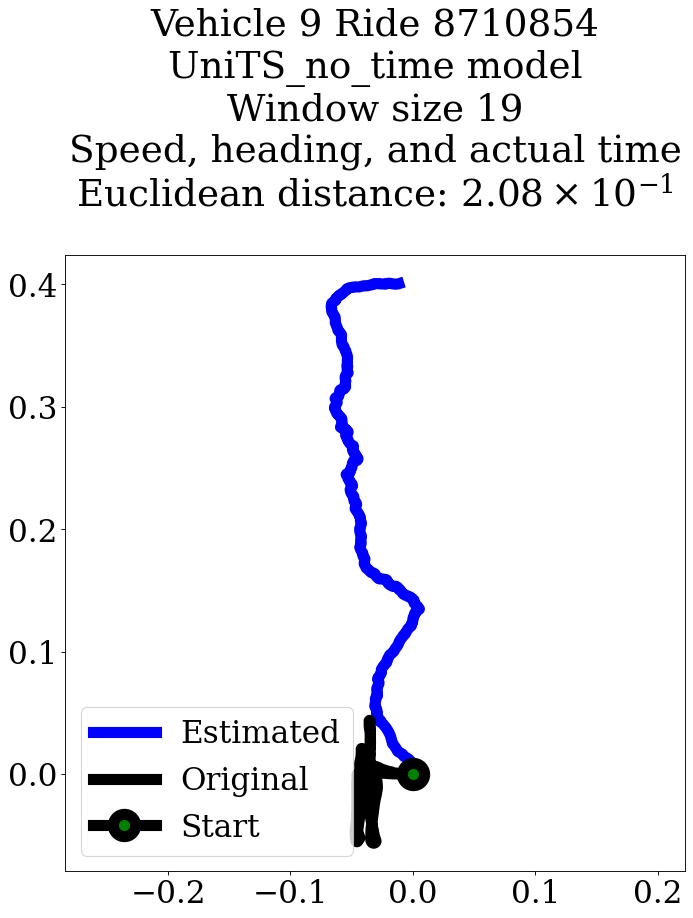 Vehicle 9 Ride 8710854
UniTS_no_time model
Window size 19
Speed, heading, and actual time
Euclidean distance: 2.08 × 10⁻¹
0.4
0.3
0.2
0.1
0.0
Estimated
Original
Start
−0.2 −0.1 0.0 0.1 0.2